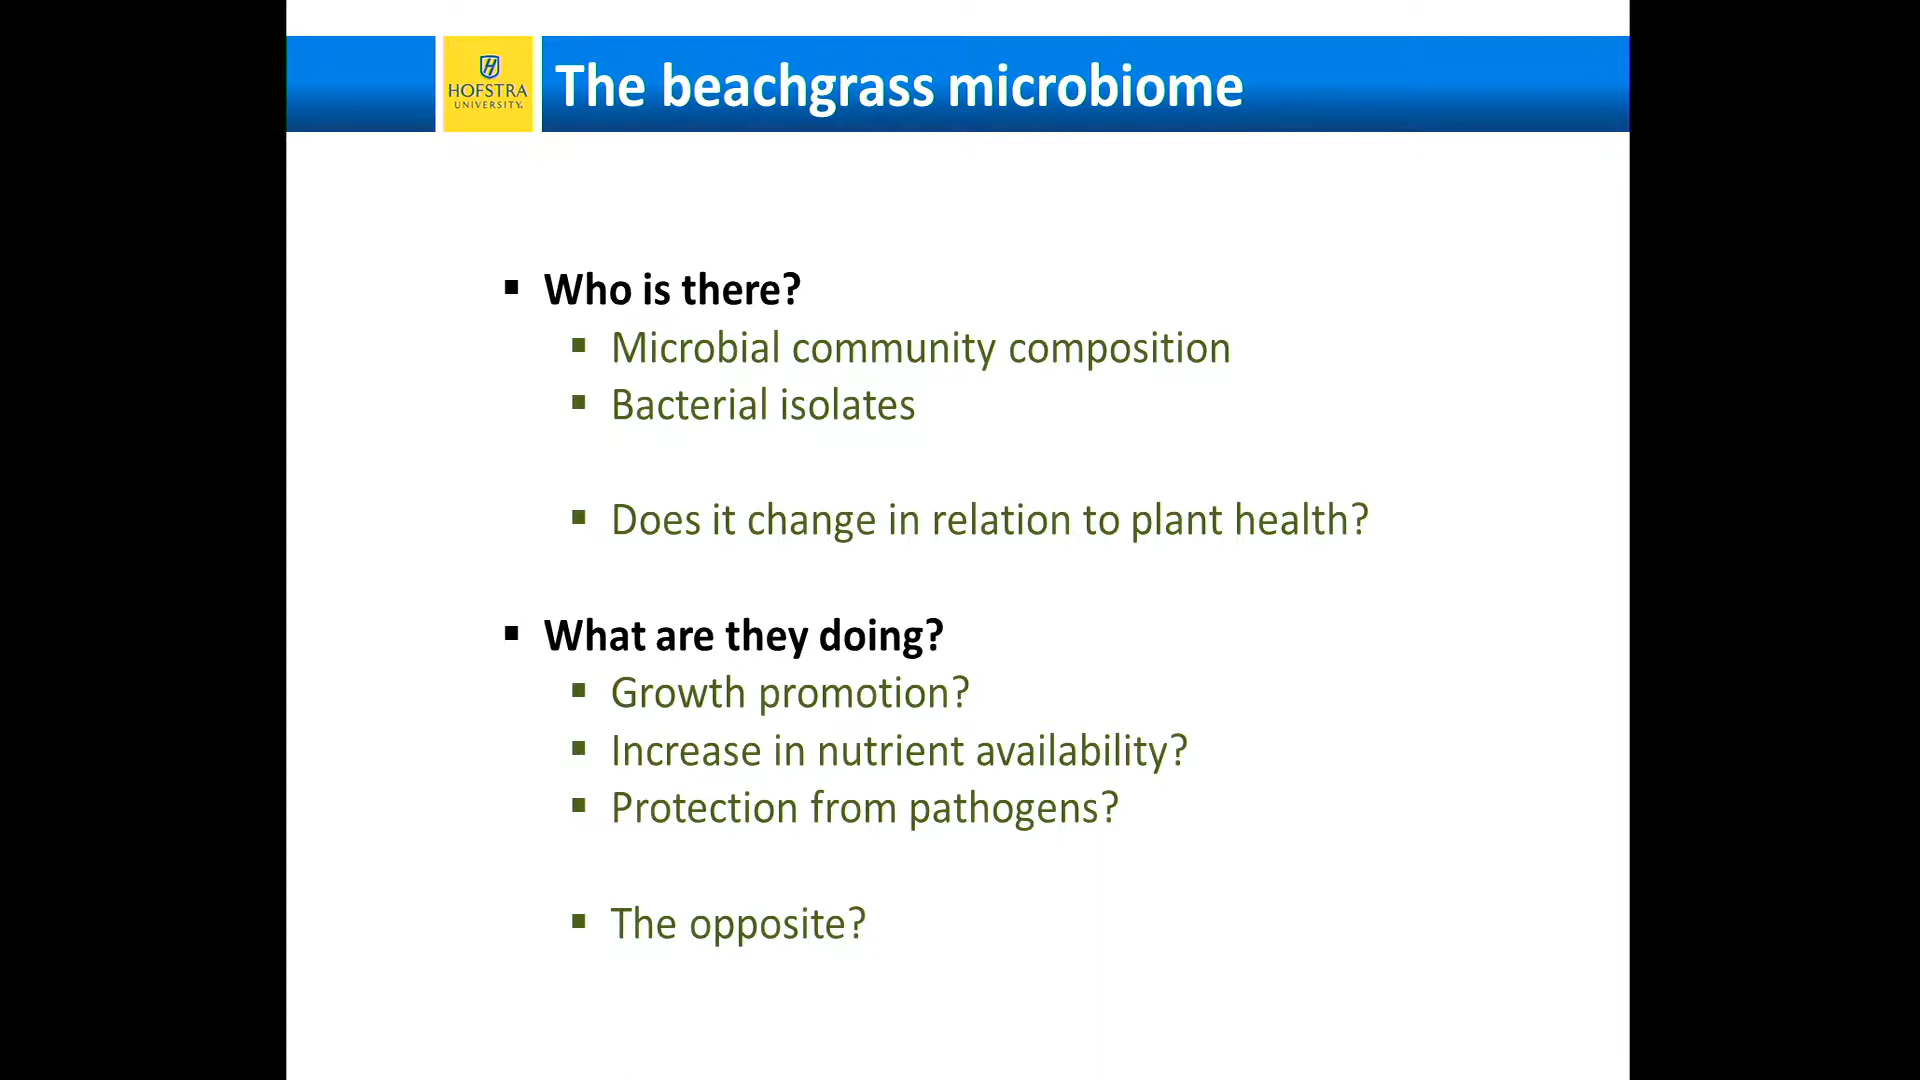 HOFSTRA
UNIVERSITY.
The beachgrass microbiome
▪ Who is there?
▪ Microbial community composition
▪ Bacterial isolates
▪ Does it change in relation to plant health?
▪ What are they doing?
▪ Growth promotion?
▪ Increase in nutrient availability?
▪ Protection from pathogens?
▪ The opposite?